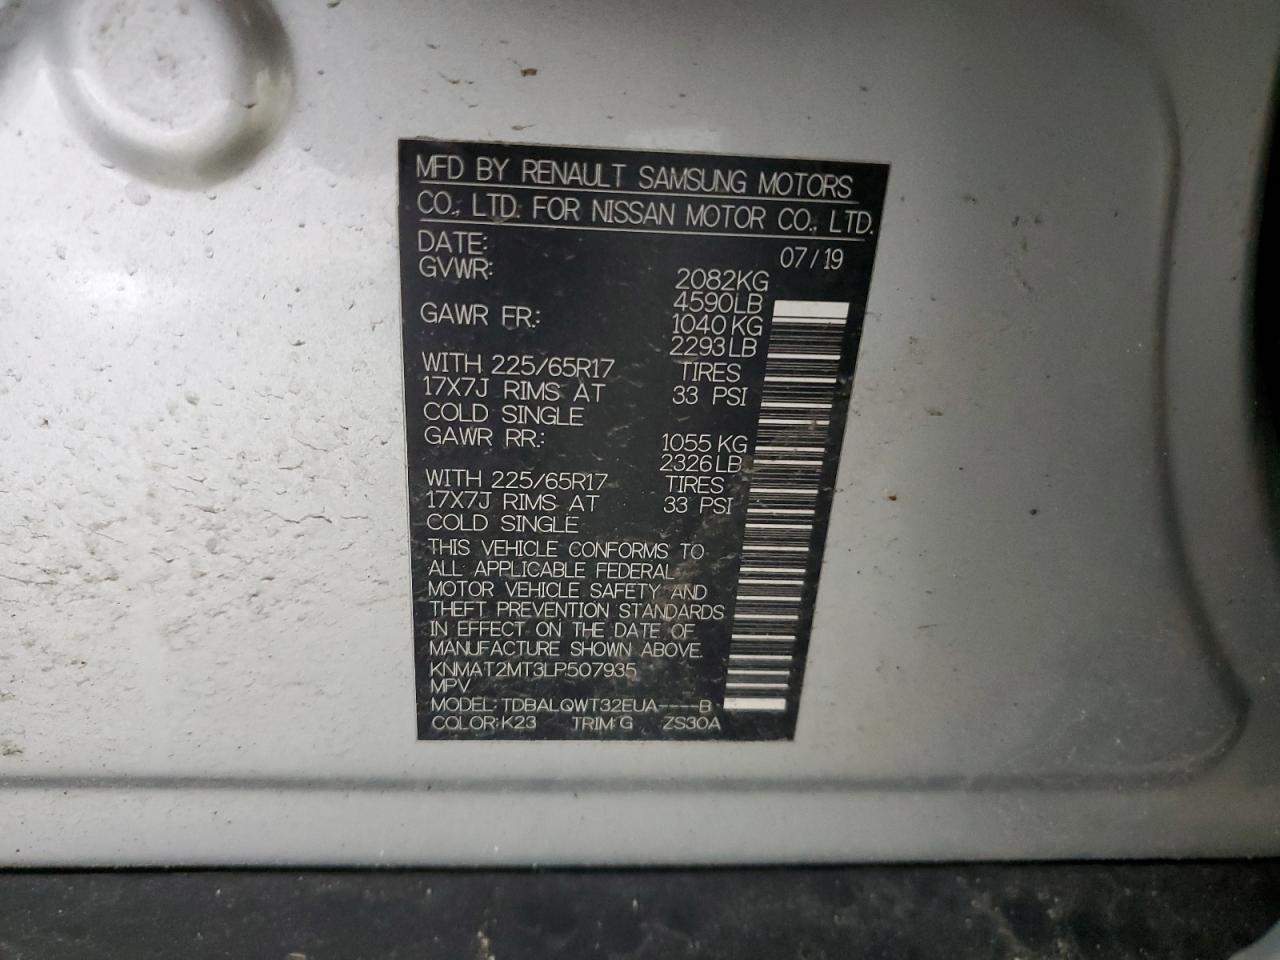 MFD BY RENAULT SAMSUNG MOTORS
CO., LTD. FOR NISSAN MOTOR CO., LTD.
DATE: 07/19
GVWR: 2082KG
4590LB
GAWR FR.: 1040KG
2293LB
WITH 225/65R17 TIRES
17X7J RIMS AT 33 PSI
COLD SINGLE
GAWR RR.: 1055KG
2326LB
WITH 225/65R17 TIRES
17X7J RIMS AT 33 PSI
COLD SINGLE
THIS VEHICLE CONFORMS TO
ALL APPLICABLE FEDERAL
MOTOR VEHICLE SAFETY AND
THEFT PREVENTION STANDARDS
IN EFFECT ON THE DATE OF
MANUFACTURE SHOWN ABOVE.
KNMAT2MT3LP507935
MPV
MODEL: TDBALQWT32EUA----B
COLOR: K23 TRIM: G ZS30A